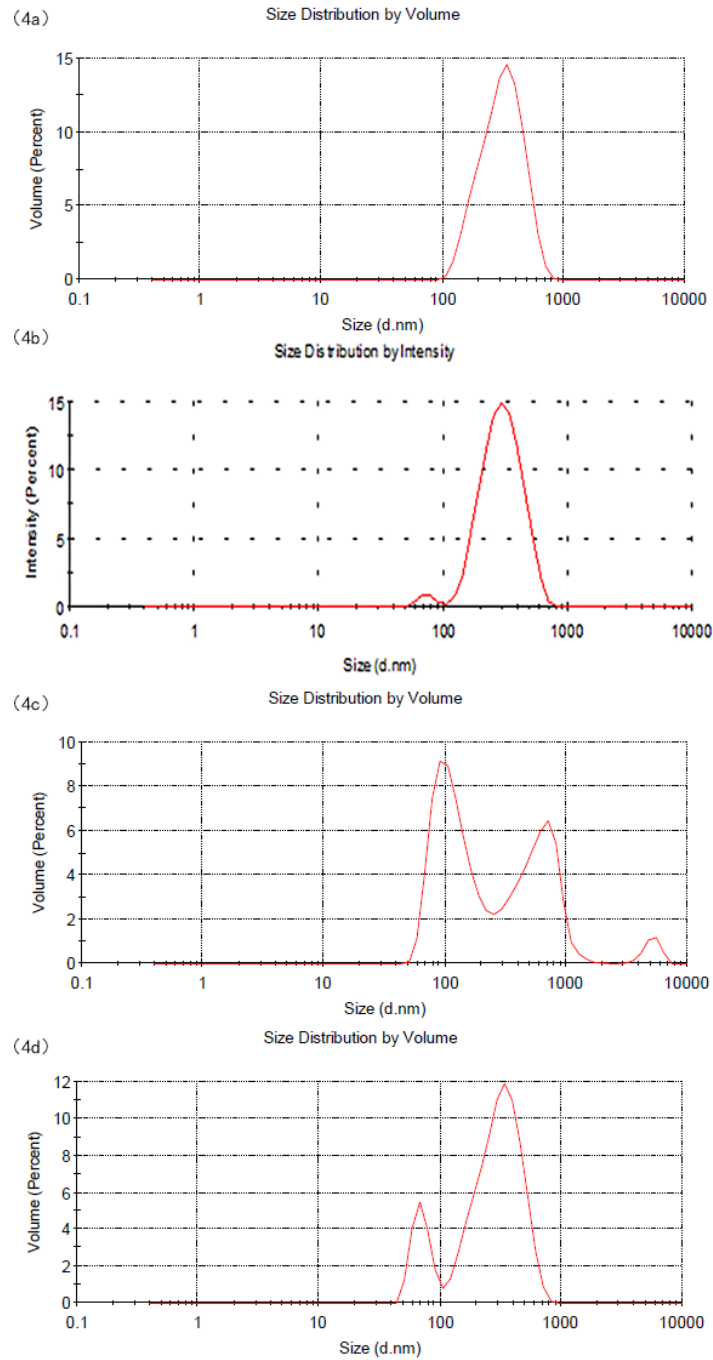 (4a)
Size Distribution by Volume
Volume (Percent)
15
10
5
0
0.1 1 10 100 1000 10000
Size (d.nm)
(4b)
Size Distribution by Intensity
Intensity (Percent)
15
10
5
0
0.1 1 10 100 1000 10000
Size (d.nm)
(4c)
Size Distribution by Volume
Volume (Percent)
10
8
6
4
2
0
0.1 1 10 100 1000 10000
Size (d.nm)
(4d)
Size Distribution by Volume
Volume (Percent)
12
10
8
6
4
2
0
0.1 1 10 100 1000 10000
Size (d.nm)